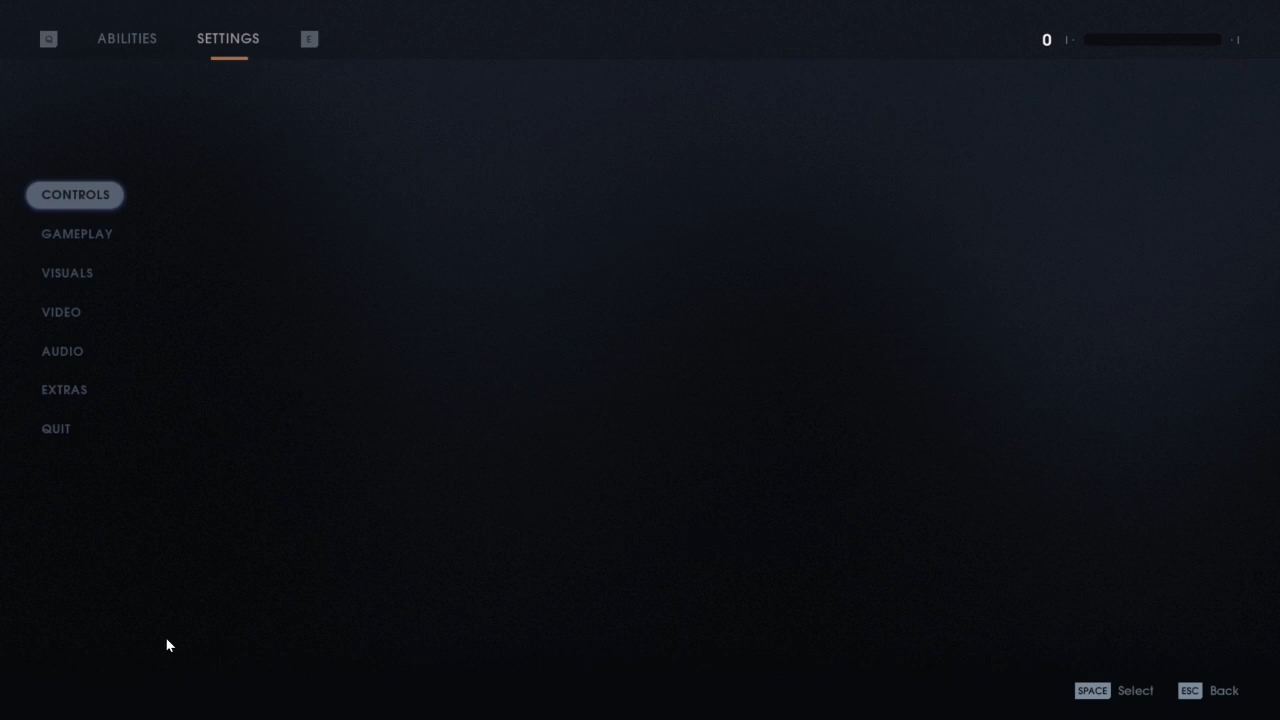 Q ABILITIES SETTINGS E 0
CONTROLS
GAMEPLAY
VISUALS
VIDEO
AUDIO
EXTRAS
QUIT
SPACE Select ESC Back